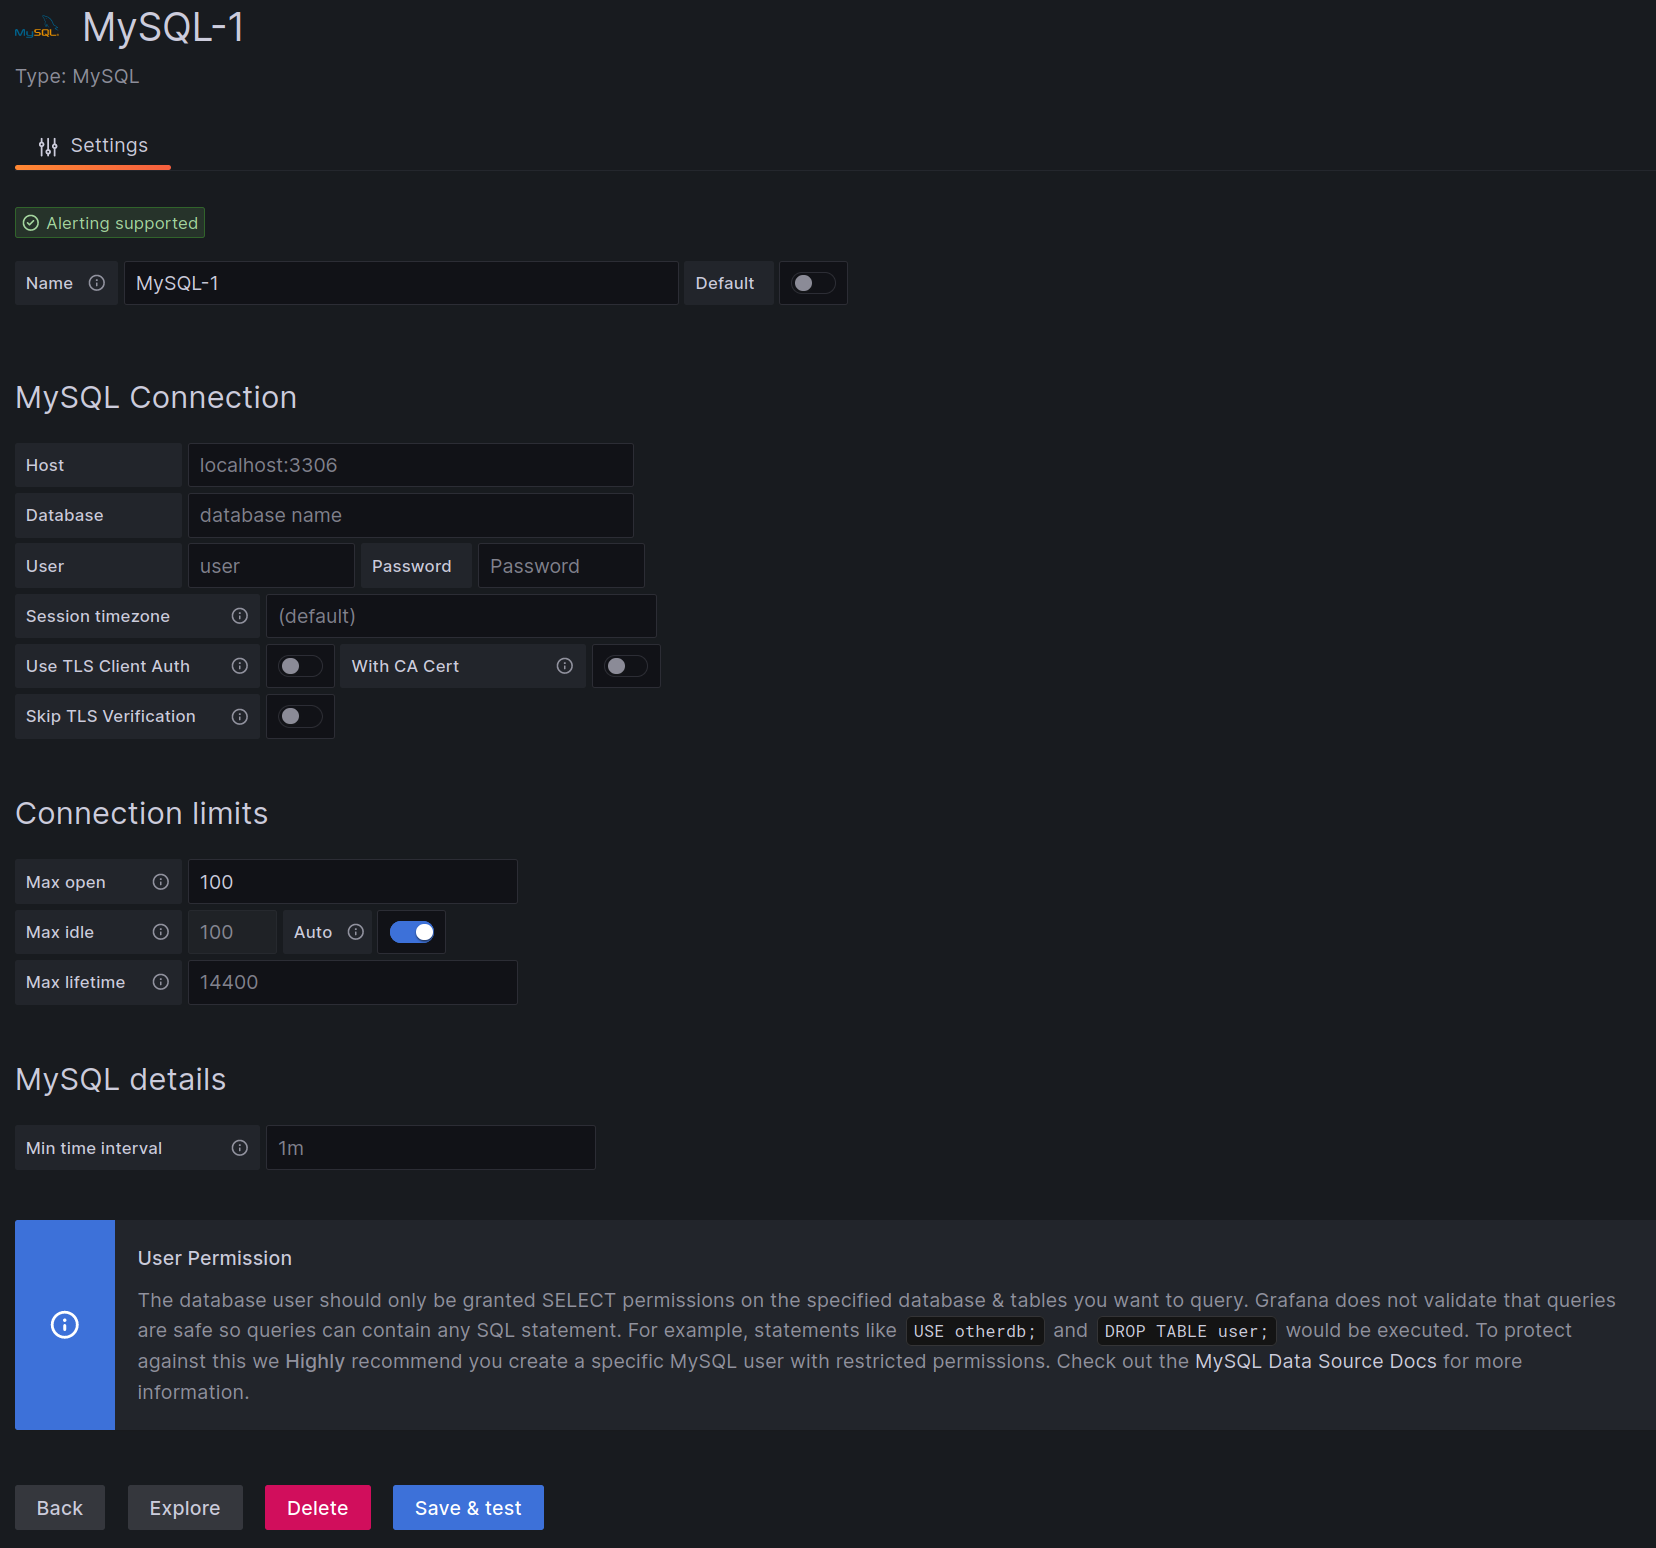 MySQL MySQL-1
Type: MySQL
Settings
Alerting supported
Name MySQL-1 Default
MySQL Connection
Host localhost:3306
Database database name
User user Password Password
Session timezone (default)
Use TLS Client Auth With CA Cert
Skip TLS Verification
Connection limits
Max open 100
Max idle 100 Auto
Max lifetime 14400
MySQL details
Min time interval 1m
User Permission
The database user should only be granted SELECT permissions on the specified database & tables you want to query. Grafana does not validate that queries
are safe so queries can contain any SQL statement. For example, statements like USE otherdb; and DROP TABLE user; would be executed. To protect
against this we Highly recommend you create a specific MySQL user with restricted permissions. Check out the MySQL Data Source Docs for more
information.
Back Explore Delete Save & test